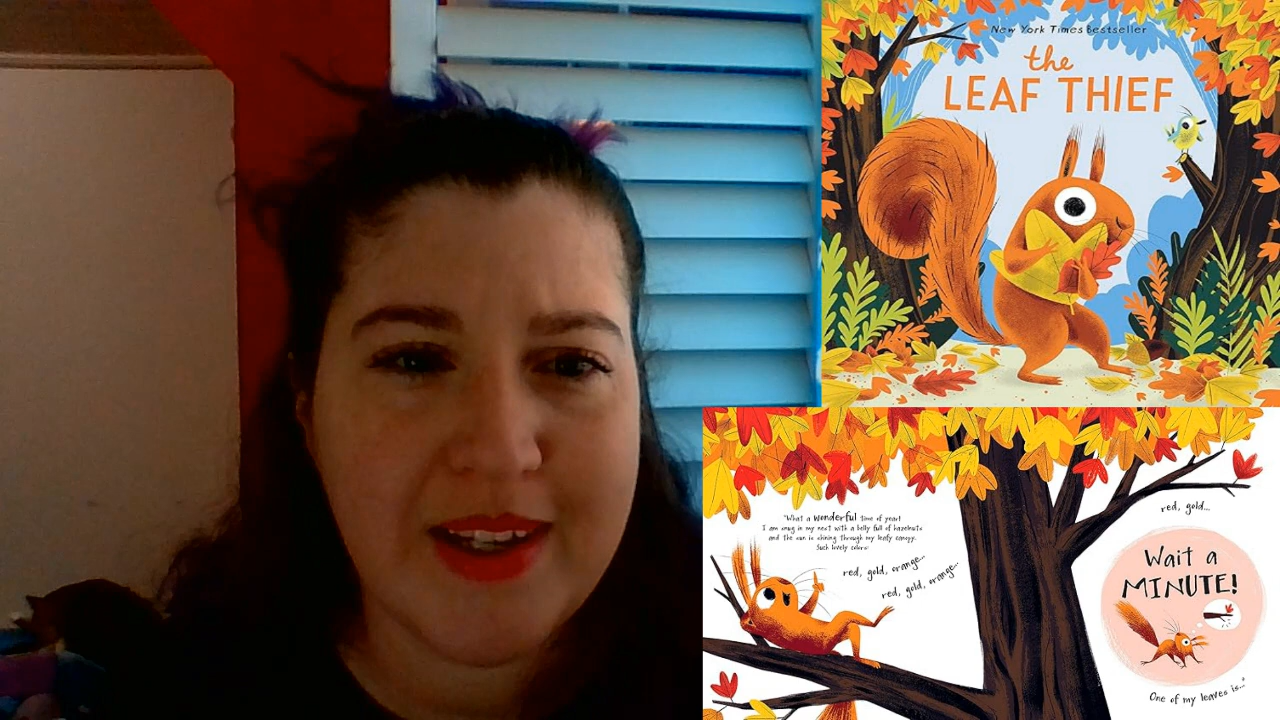 New York Times Bestseller
the
LEAF THIEF
"What a wonderful time of year!
I am snug in my nest with a belly full of hazelnuts
and the sun is shining through my leafy canopy.
Such lovely colors:
red, gold, orange...
red, gold, orange...
red, gold...
Wait a
MINUTE!
One of my leaves is..."